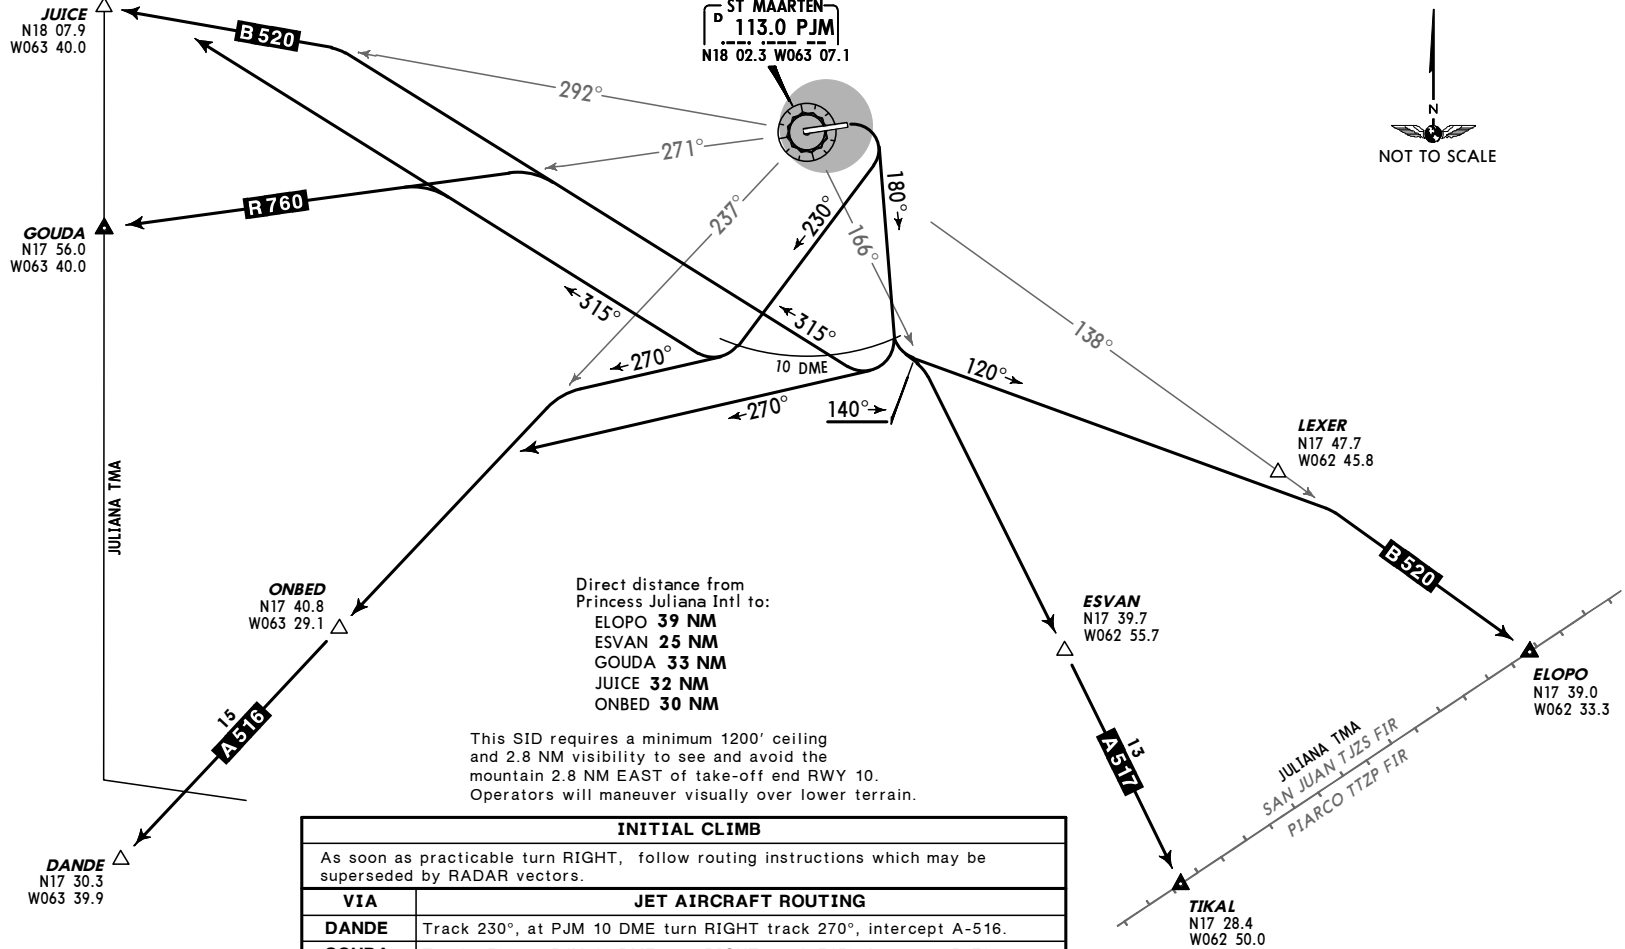 ST MAARTEN
D 113.0 PJM
N18 02.3 W063 07.1
JUICE
N18 07.9
W063 40.0
B 520
292°
271°
N
NOT TO SCALE
R 760
GOUDA
N17 56.0
W063 40.0
237°
230°
166°
180°
315°
315°
270°
10 DME
270°
140°
120°
138°
LEXER
N17 47.7
W062 45.8
B 520
JULIANA TMA
ONBED
N17 40.8
W063 29.1
Direct distance from
Princess Juliana Intl to:
ELOPO 39 NM
ESVAN 25 NM
GOUDA 33 NM
JUICE 32 NM
ONBED 30 NM
ESVAN
N17 39.7
W062 55.7
ELOPO
N17 39.0
W062 33.3
15
A 516
13
A 517
JULIANA TMA
SAN JUAN TJZS FIR
PIARCO TTZP FIR
This SID requires a minimum 1200' ceiling
and 2.8 NM visibility to see and avoid the
mountain 2.8 NM EAST of take-off end RWY 10.
Operators will maneuver visually over lower terrain.
DANDE
N17 30.3
W063 39.9
TIKAL
N17 28.4
W062 50.0
INITIAL CLIMB
As soon as practicable turn RIGHT, follow routing instructions which may be
superseded by RADAR vectors.
VIA JET AIRCRAFT ROUTING
DANDE Track 230°, at PJM 10 DME turn RIGHT track 270°, intercept A-516.